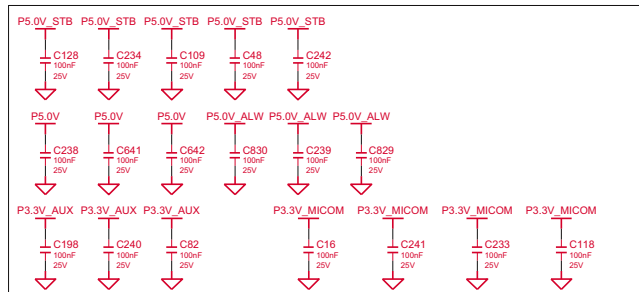 P5.0V_STB P5.0V_STB P5.0V_STB P5.0V_STB P5.0V_STB
C128 C234 C109 C48 C242
100nF 100nF 100nF 100nF 100nF
25V 25V 25V 25V 25V
P5.0V P5.0V P5.0V P5.0V_ALW P5.0V_ALW P5.0V_ALW
C238 C641 C642 C830 C239 C829
100nF 100nF 100nF 100nF 100nF 100nF
25V 25V 25V 25V 25V 25V
P3.3V_AUX P3.3V_AUX P3.3V_AUX P3.3V_MICOM P3.3V_MICOM P3.3V_MICOM P3.3V_MICOM
C198 C240 C82 C16 C241 C233 C118
100nF 100nF 100nF 100nF 100nF 100nF 100nF
25V 25V 25V 25V 25V 25V 25V